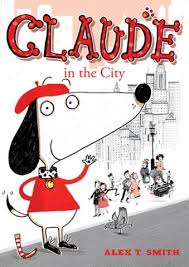 CLAUDE
in the City
ALEX T. SMITH